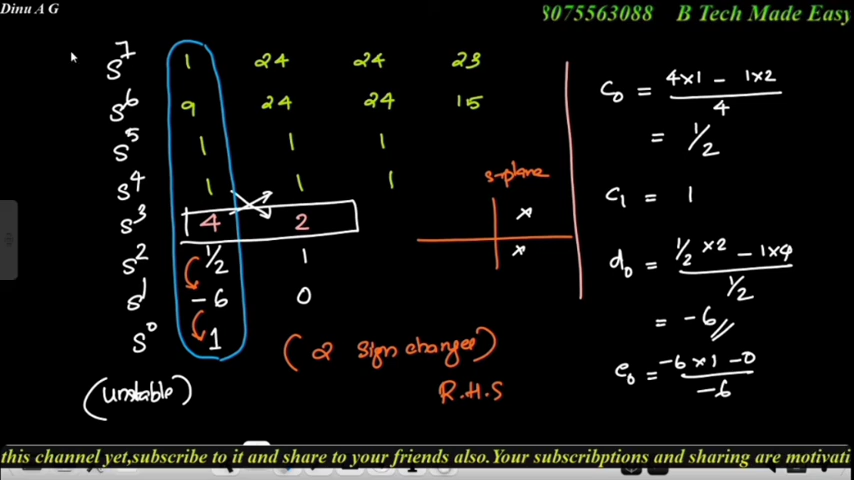 Dinu A G
8075563088 B Tech Made Easy
S⁷ 1 24 24 23
S⁶ 9 24 24 15
S⁵ 1 1 1
S⁴ 1 1 1
S³ 4 2
S² 1/2 1
S¹ -6 0
S⁰ 1
(unstable)
s-plane
(2 sign changes)
R.H.S
C₀ = (4×1 - 1×2)/4
= 1/2
C₁ = 1
d₀ = (1/2 ×2 - 1×4)/(1/2)
= -6
e₀ = (-6×1 -0)/-6
this channel yet,subscribe to it and share to your friends also.Your subscribptions and sharing are motivati